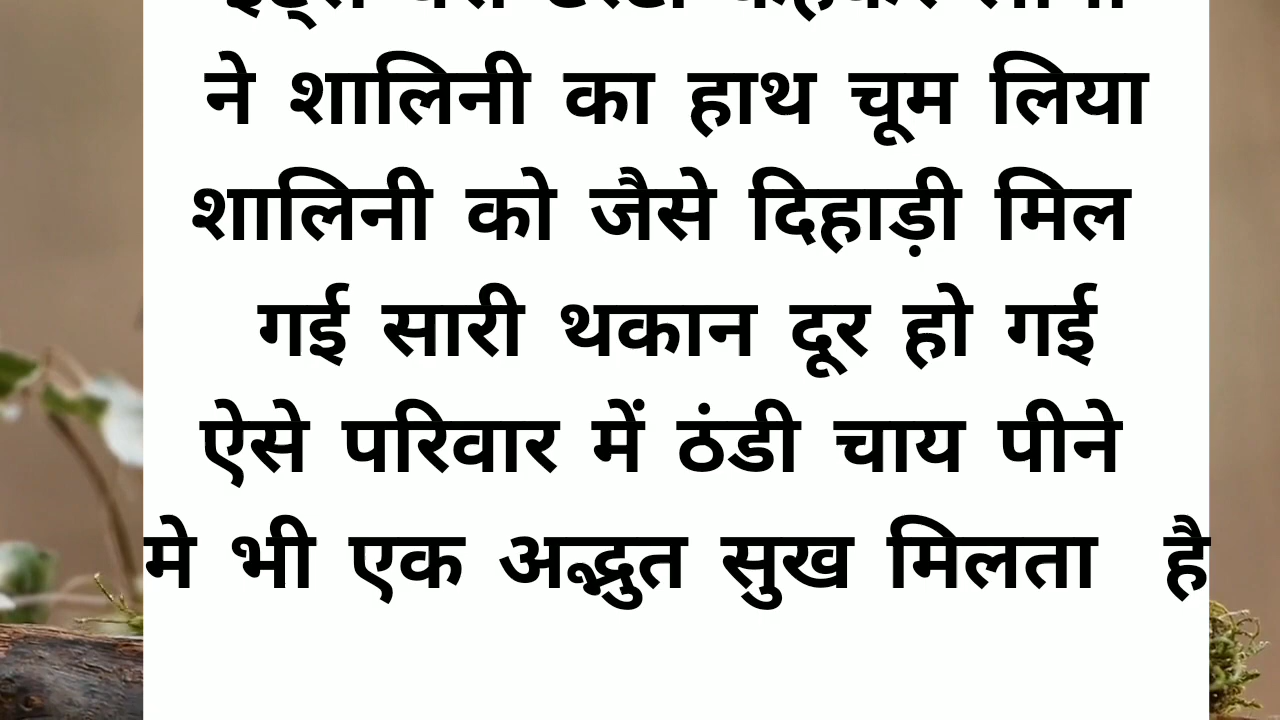 ने शालिनी का हाथ चूम लिया
शालिनी को जैसे दिहाड़ी मिल
गई सारी थकान दूर हो गई
ऐसे परिवार में ठंडी चाय पीने
मे भी एक अद्भुत सुख मिलता है